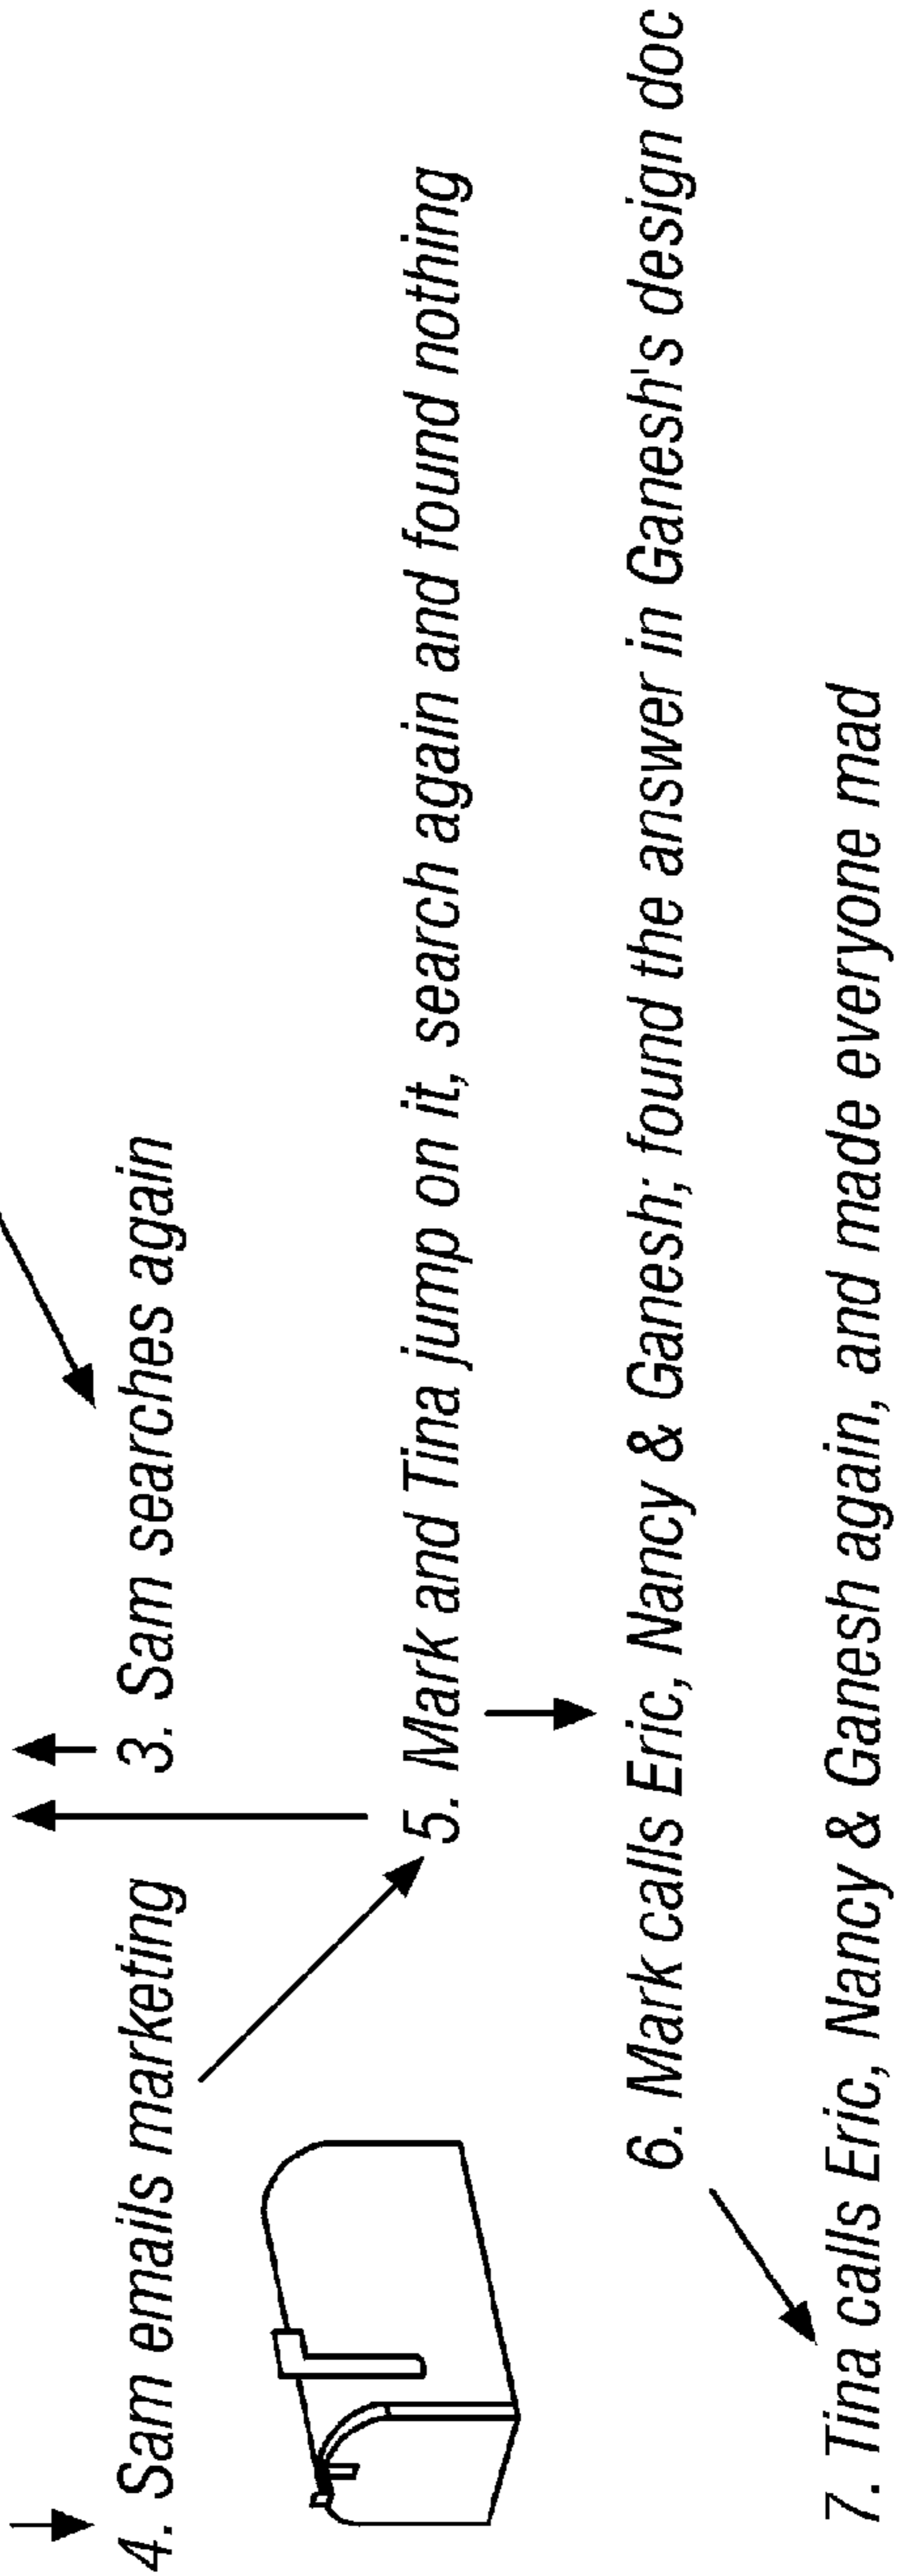 3. Sam searches again
4. Sam emails marketing
5. Mark and Tina jump on it, search again and found nothing
6. Mark calls Eric, Nancy & Ganesh; found the answer in Ganesh's design doc
7. Tina calls Eric, Nancy & Ganesh again, and made everyone mad